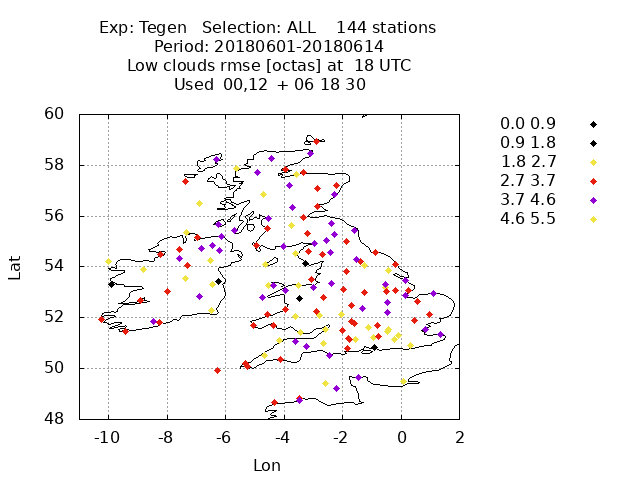 Exp: Tegen Selection: ALL 144 stations
Period: 20180601-20180614
Low clouds rmse [octas] at 18 UTC
Used 00,12 + 06 18 30
60
58
56
54
52
50
48
Lat
-10 -8 -6 -4 -2 0 2
Lon
0.0 0.9
0.9 1.8
1.8 2.7
2.7 3.7
3.7 4.6
4.6 5.5